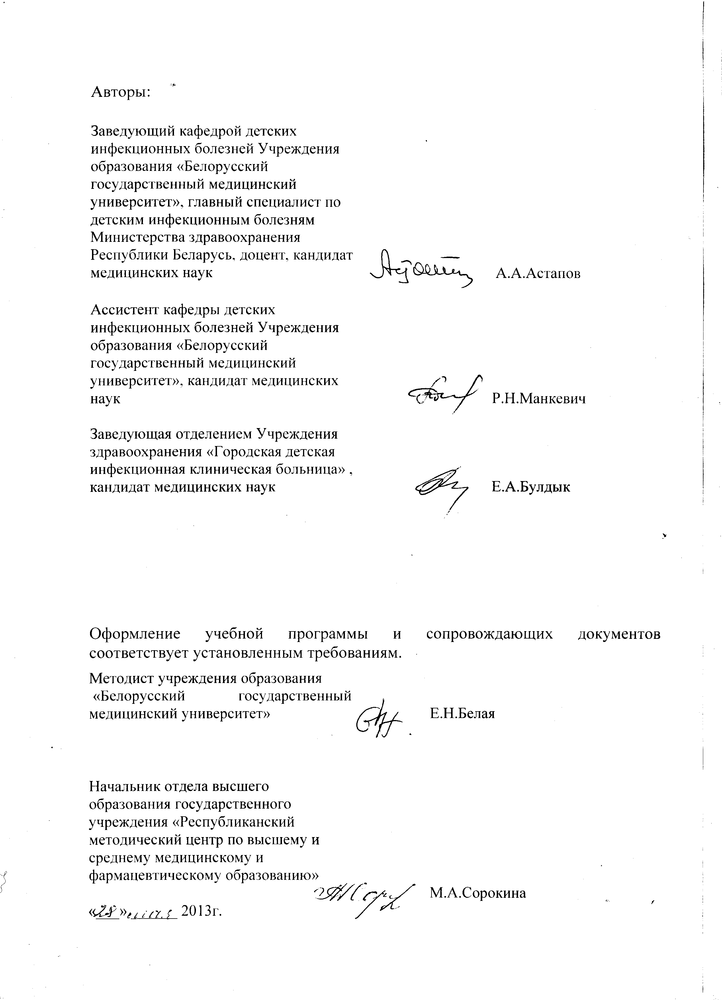 Авторы:
Заведующий кафедрой детских
инфекционных болезней Учреждения
образования «Белорусский
государственный медицинский
университет», главный специалист по
детским инфекционным болезням
Министерства здравоохранения
Республики Беларусь, доцент, кандидат
медицинских наук А.А.Астапов
Ассистент кафедры детских
инфекционных болезней Учреждения
образования «Белорусский
государственный медицинский
университет», кандидат медицинских
наук Р.Н.Манкевич
Заведующая отделением Учреждения
здравоохранения «Городская детская
инфекционная клиническая больница» ,
кандидат медицинских наук Е.А.Булдык
Оформление учебной программы и сопровождающих документов
соответствует установленным требованиям.
Методист учреждения образования
«Белорусский государственный
медицинский университет» Е.Н.Белая
Начальник отдела высшего
образования государственного
учреждения «Республиканский
методический центр по высшему и
среднему медицинскому и
фармацевтическому образованию»
М.А.Сорокина
«28» 2013г.